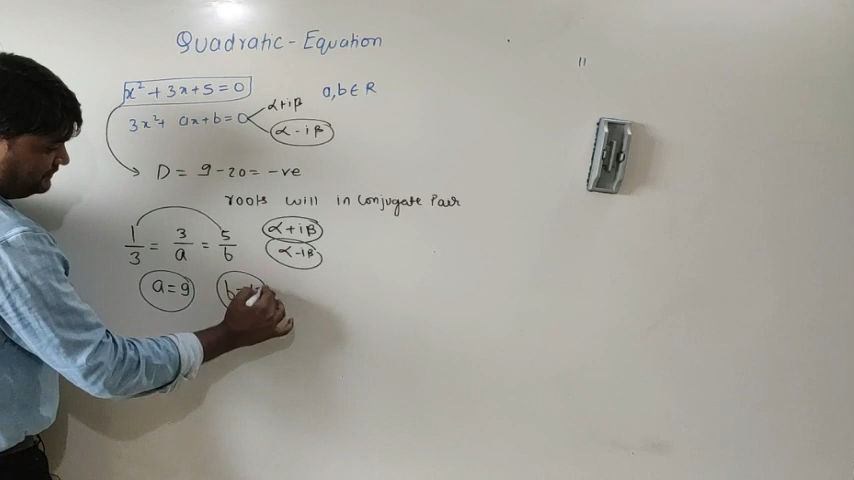 Quadratic - Equation
x² + 3x + 5 = 0
a, b ∈ R
3x² + ax + b = 0
α + iβ
α - iβ
D = 9 - 20 = -ve
roots will in Conjugate Pair
1/3 = 3/a = 5/b
α + iβ
α - iβ
a = 9
b =